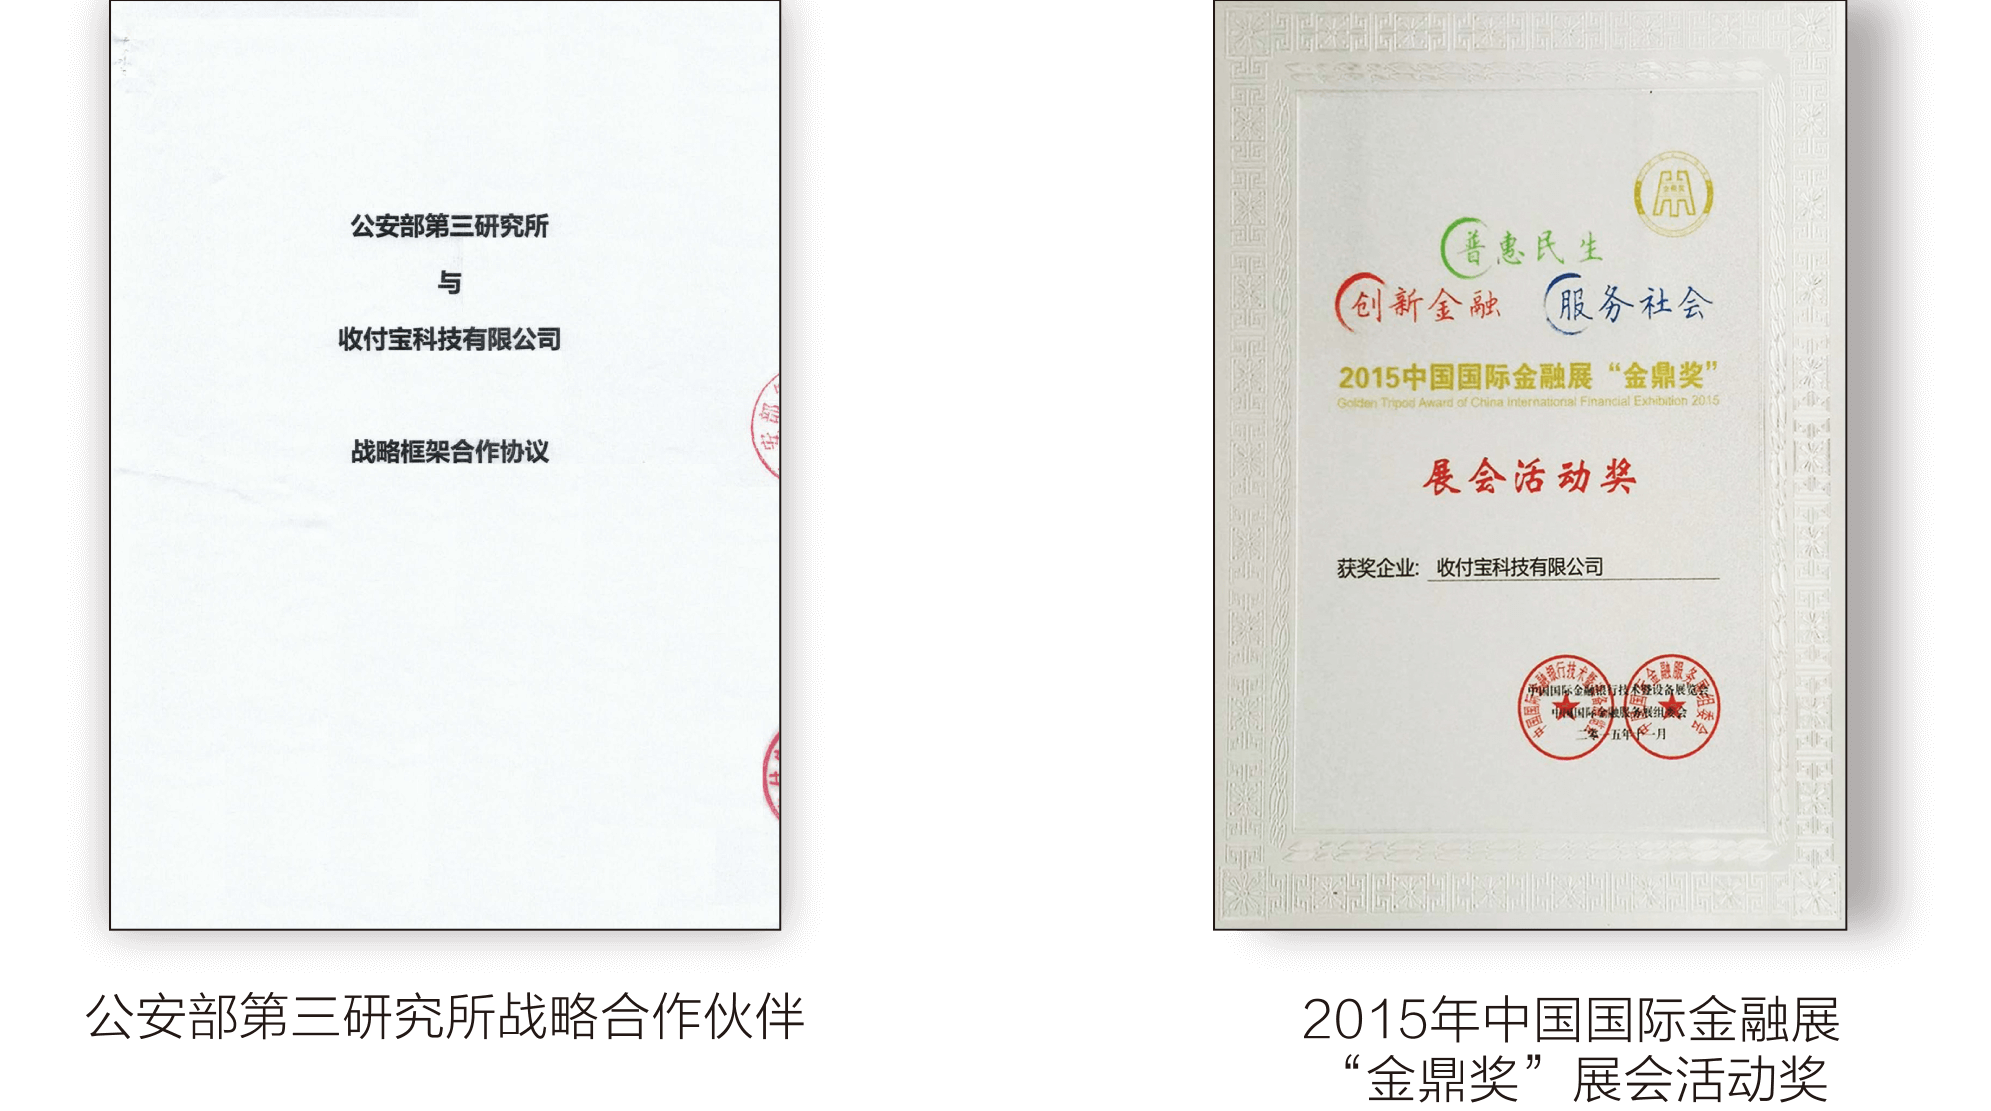 公安部第三研究所
与
收付宝科技有限公司
战略框架合作协议
安部
公安部第三研究所战略合作伙伴
普惠民生
创新金融 服务社会
2015中国国际金融展“金鼎奖”
Golden Tripod Award of China International Financial Exhibition 2015
展会活动奖
获奖企业: 收付宝科技有限公司
中国国际金融银行技术暨设备展览会
中国国际金融服务展组委会
二零一五年十一月
2015年中国国际金融展
“金鼎奖”展会活动奖